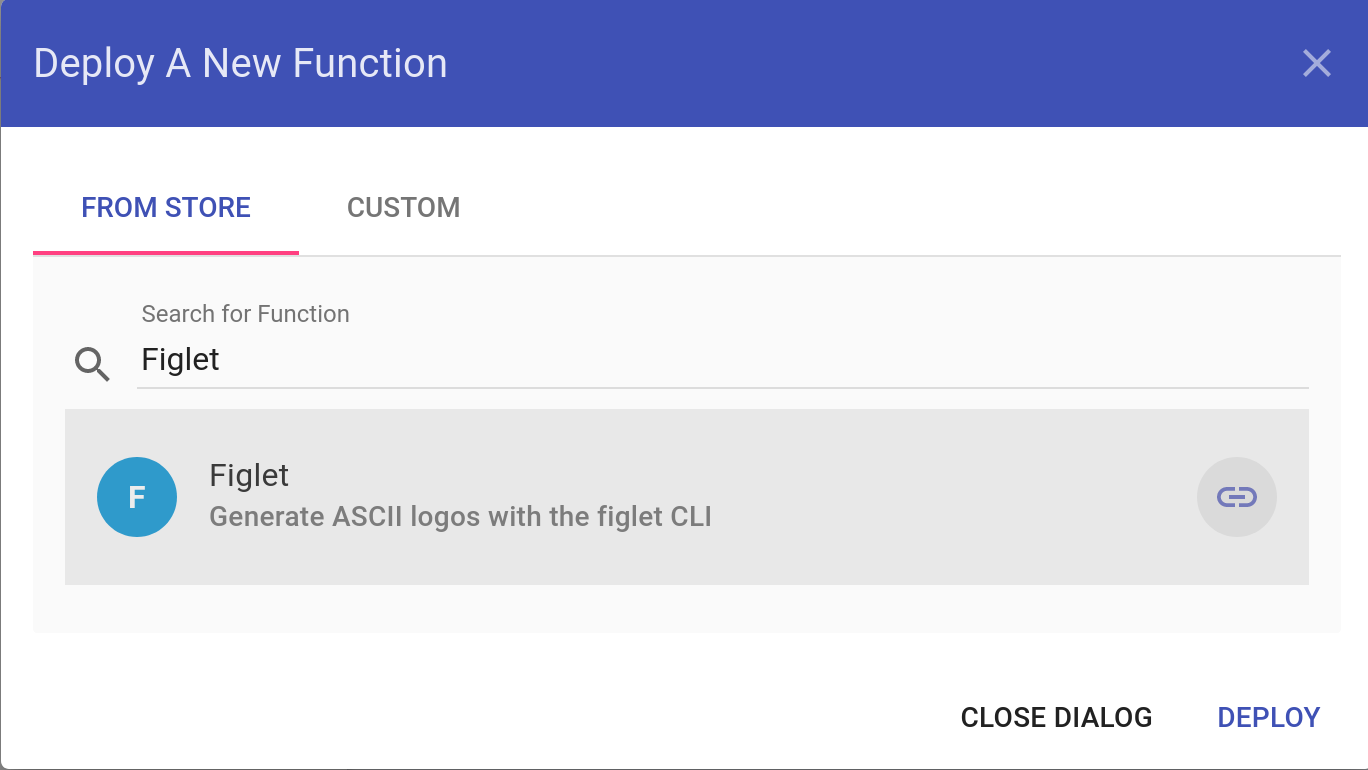 Deploy A New Function
FROM STORE CUSTOM
Search for Function
Figlet
F
Figlet
Generate ASCII logos with the figlet CLI
CLOSE DIALOG DEPLOY